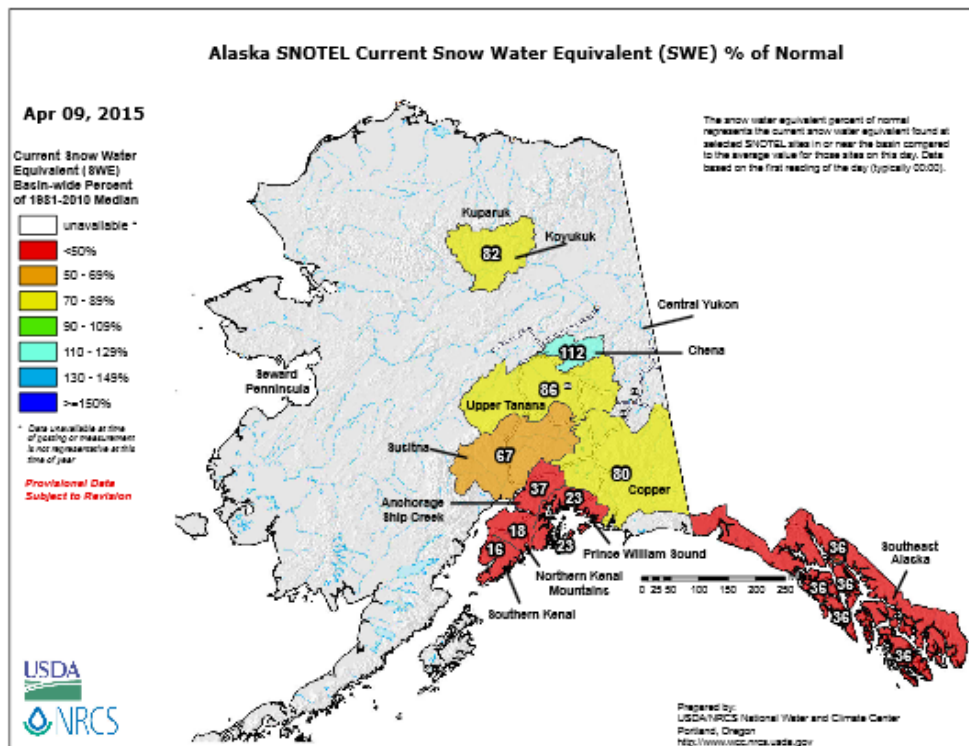 Alaska SNOTEL Current Snow Water Equivalent (SWE) % of Normal
Apr 09, 2015
The snow water equivalent percent of normal
represents the current snow water equivalent found at
selected SNOTEL sites in or near the basin compared
to the average value for those sites on this day. Data
based on the first reading of the day (typically 00:00).
Current Snow Water
Equivalent (SWE)
Basin-wide Percent
of 1981-2010 Median
unavailable *
<50%
50 - 69%
70 - 89%
90 - 109%
110 - 129%
130 - 149%
>=150%
* Data unavailable at time
of posting or measurement
is not representative at this
time of year
Provisional Data
Subject to Revision
Kuparuk
Koyukuk
82
Central Yukon
Chena
112
Seward
Penninsula
86
Upper Tanana
Susitna
67
80
Copper
Anchorage
Ship Creek
37
23
18
23
16
Prince William Sound
Northern Kenai
Mountains
Southern Kenai
Southeast
Alaska
36
36
36
36
36
0 25 50 100 150 200 250
USDA
NRCS
Prepared by:
USDA/NRCS National Water and Climate Center
Portland, Oregon
http://www.wcc.nrcs.usda.gov